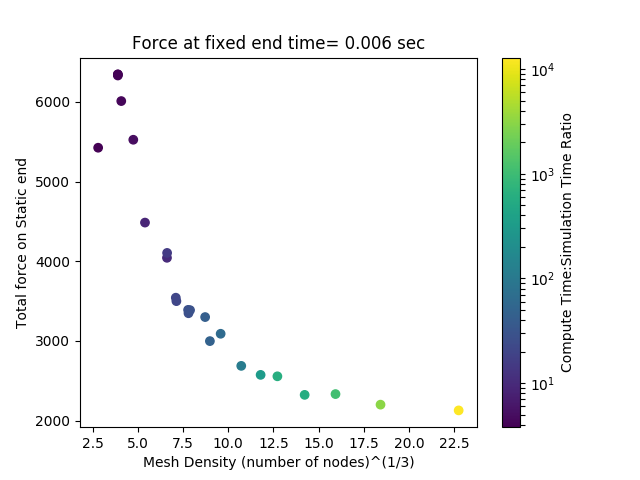 Force at fixed end time= 0.006 sec
Total force on Static end
6000
5000
4000
3000
2000
2.5 5.0 7.5 10.0 12.5 15.0 17.5 20.0 22.5
Mesh Density (number of nodes)^(1/3)
10^4
10^3
10^2
10^1
Compute Time:Simulation Time Ratio